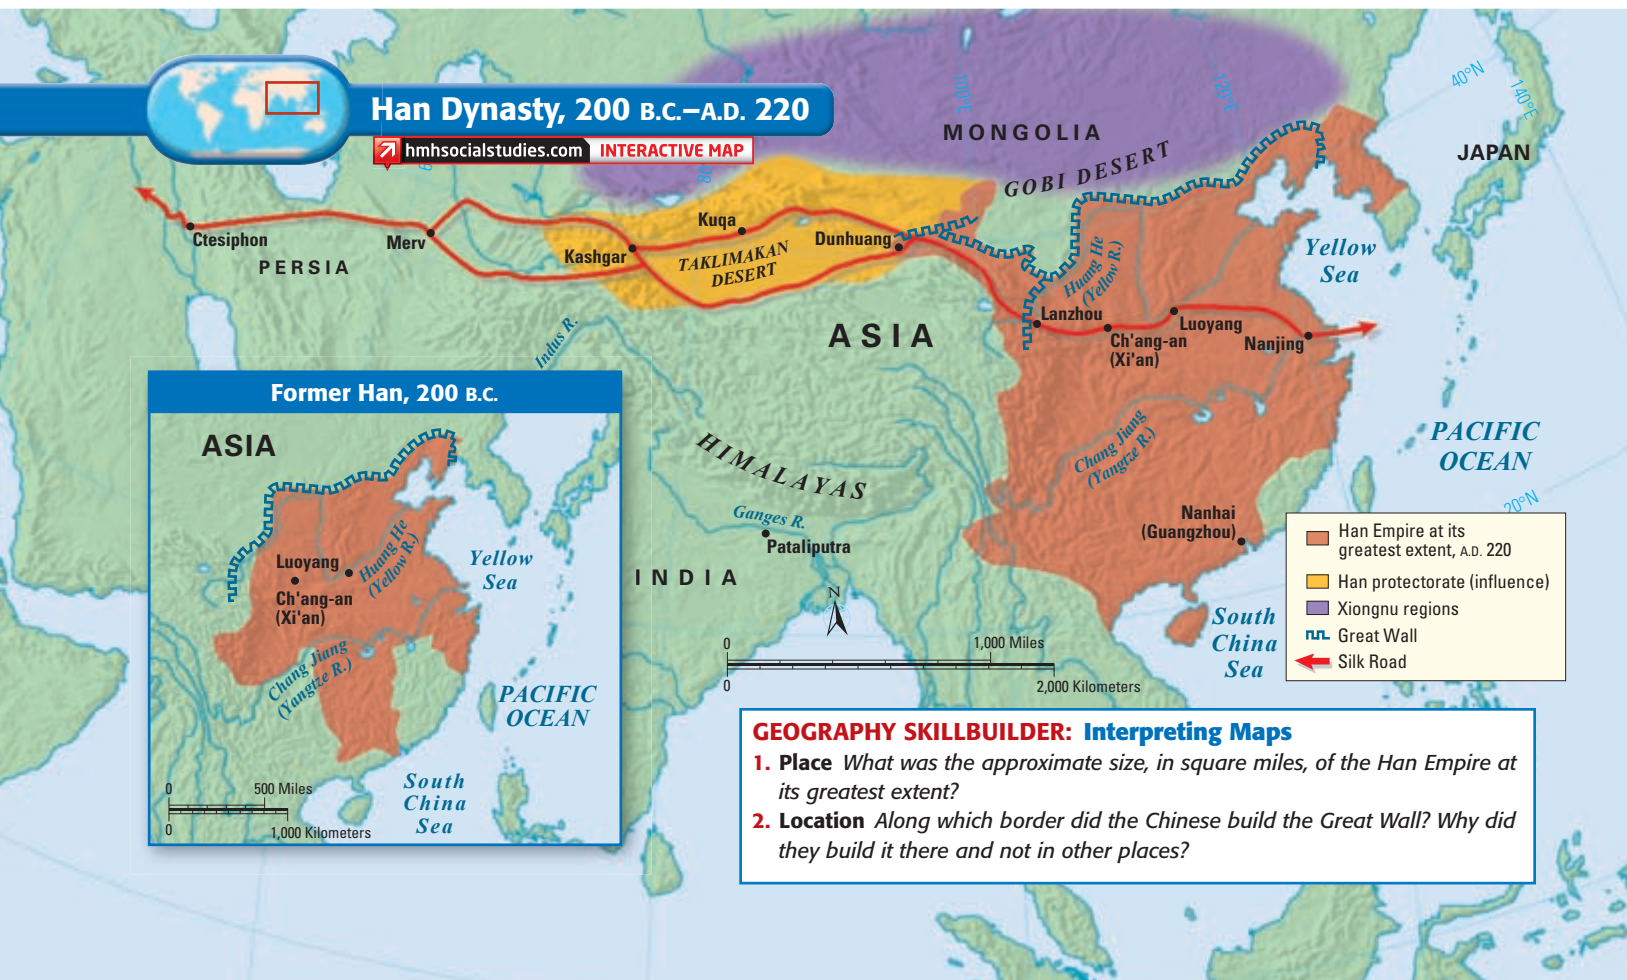 Han Dynasty, 200 B.C.–A.D. 220
hmhsocialstudies.com INTERACTIVE MAP
100°E
120°E
40°N
140°E
80
MONGOLIA
GOBI DESERT
JAPAN
Ctesiphon
PERSIA
Merv
Kashgar
Kuqa
TAKLIMAKAN
DESERT
Dunhuang
Huang He
(Yellow R.)
Yellow
Sea
Lanzhou
Ch'ang-an
(Xi'an)
Luoyang
Nanjing
ASIA
Indus R.
HIMALAYAS
Ganges R.
Pataliputra
INDIA
Chang Jiang
(Yangtze R.)
Nanhai
(Guangzhou)
PACIFIC
OCEAN
20°N
South
China
Sea
N
0
1,000 Miles
0
2,000 Kilometers
Han Empire at its
greatest extent, A.D. 220
Han protectorate (influence)
Xiongnu regions
Great Wall
Silk Road
Former Han, 200 B.C.
ASIA
Luoyang
Ch'ang-an
(Xi'an)
Huang He
(Yellow R.)
Yellow
Sea
Chang Jiang
(Yangtze R.)
PACIFIC
OCEAN
South
China
Sea
0
500 Miles
0
1,000 Kilometers
GEOGRAPHY SKILLBUILDER: Interpreting Maps
1. Place What was the approximate size, in square miles, of the Han Empire at
its greatest extent?
2. Location Along which border did the Chinese build the Great Wall? Why did
they build it there and not in other places?